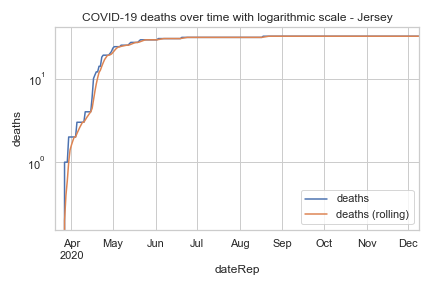 COVID-19 deaths over time with logarithmic scale - Jersey
deaths
10¹
10⁰
deaths
deaths (rolling)
Apr May Jun Jul Aug Sep Oct Nov Dec
2020
dateRep